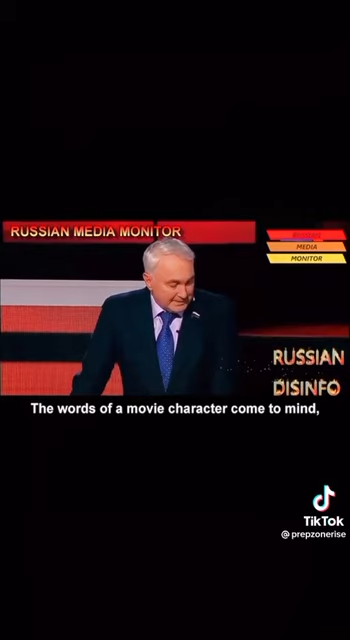 RUSSIAN MEDIA MONITOR
MEDIA
MONITOR
RUSSIAN
DISINFO
The words of a movie character come to mind,
TikTok
@prepzonerise